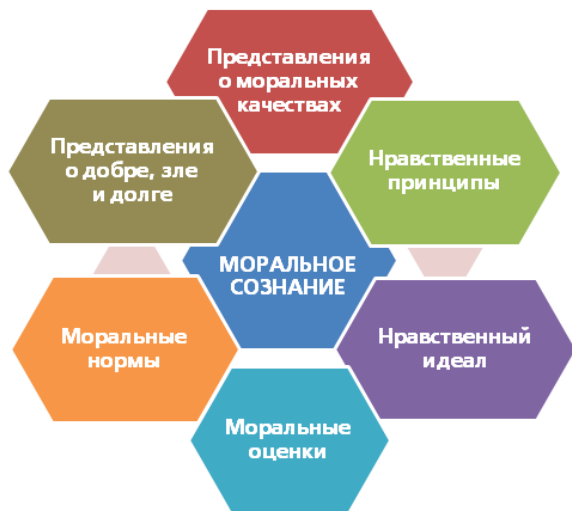 Представления
о моральных
качествах
Представления
о добре, зле
и долге
Нравственные
принципы
МОРАЛЬНОЕ
СОЗНАНИЕ
Моральные
нормы
Нравственный
идеал
Моральные
оценки